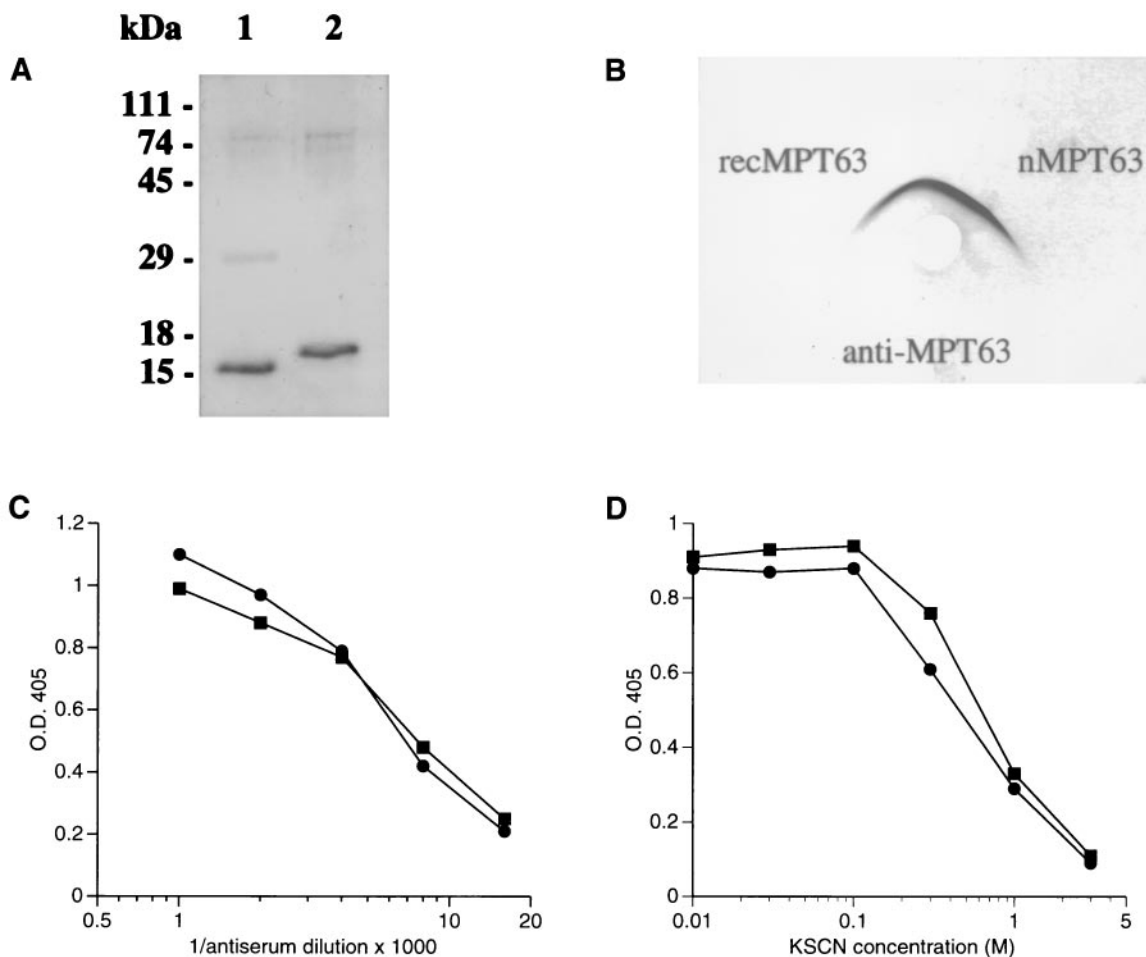 kDa 1 2
A
111 -
74 -
45 -
29 -
18 -
15 -
B
recMPT63
nMPT63
anti-MPT63
C
1.2
1
0.8
0.6
0.4
0.2
0
O.D. 405
0.5 1 10 20
1/antiserum dilution x 1000
D
1
0.8
0.6
0.4
0.2
0
O.D. 405
0.01 0.1 1 5
KSCN concentration (M)